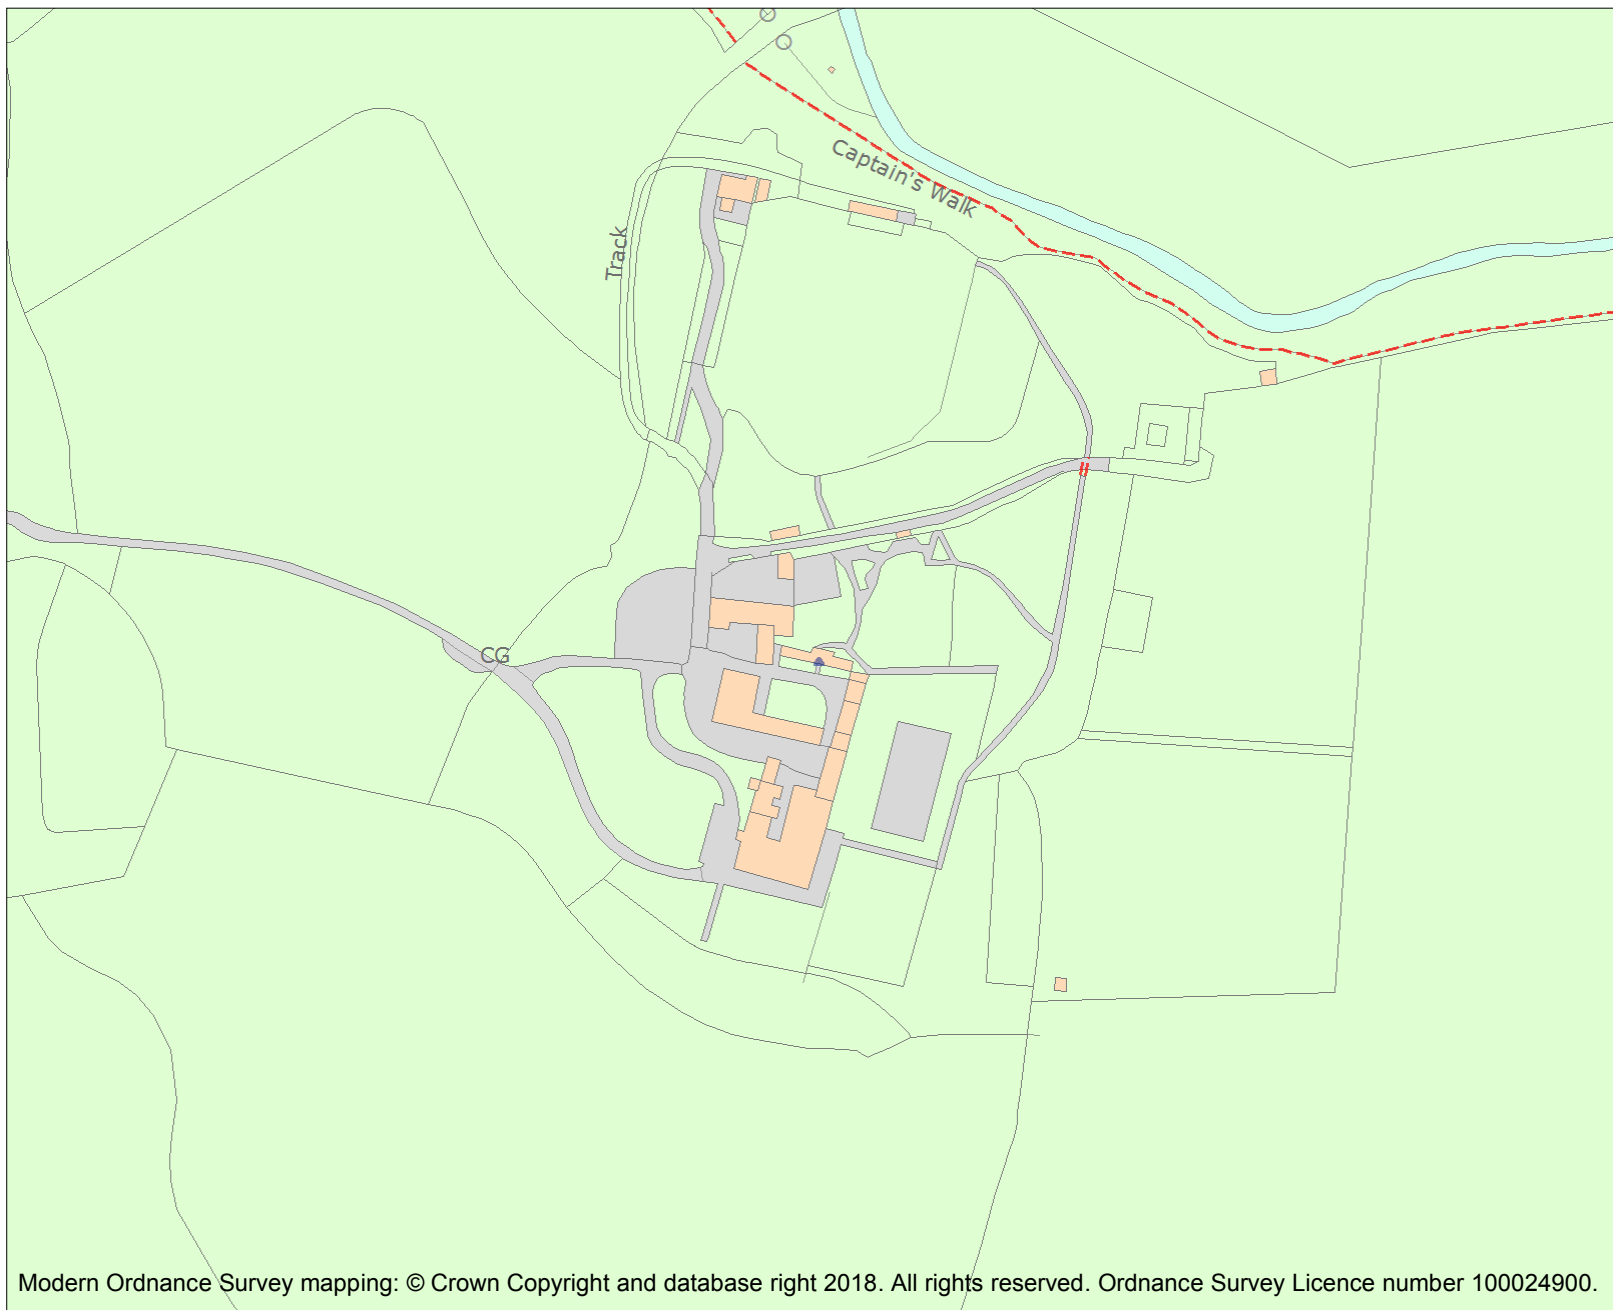 Captain's Walk
Track
CG
Modern Ordnance Survey mapping: © Crown Copyright and database right 2018. All rights reserved. Ordnance Survey Licence number 100024900.